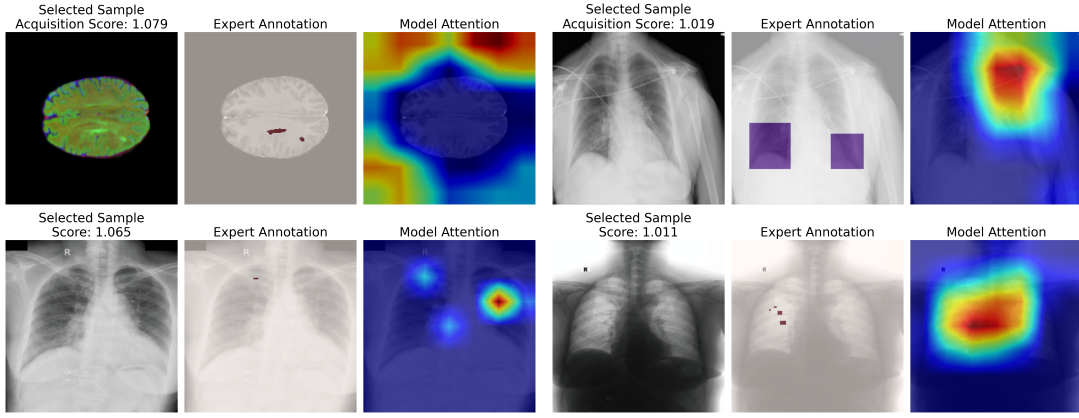 Selected Sample
Acquisition Score: 1.079
Expert Annotation
Model Attention
Selected Sample
Acquisition Score: 1.019
Expert Annotation
Model Attention
Selected Sample
Score: 1.065
Expert Annotation
Model Attention
Selected Sample
Score: 1.011
Expert Annotation
Model Attention
R
R
R
R
R
R